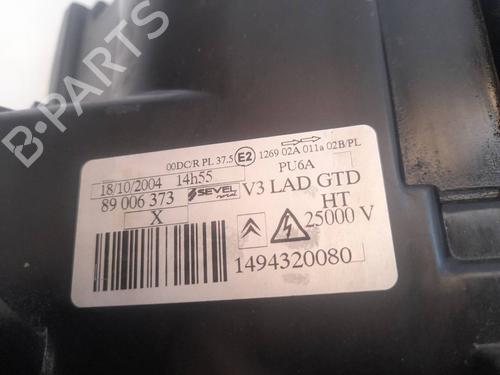 00DC/R PL 37.5 E2 1269 02A 011a 02B/PL
PU6A
18/10/2004 14h55
89 006 373 SEVEL V3 LAD GTD
X HT
25000 V
1494320080
B-PARTS